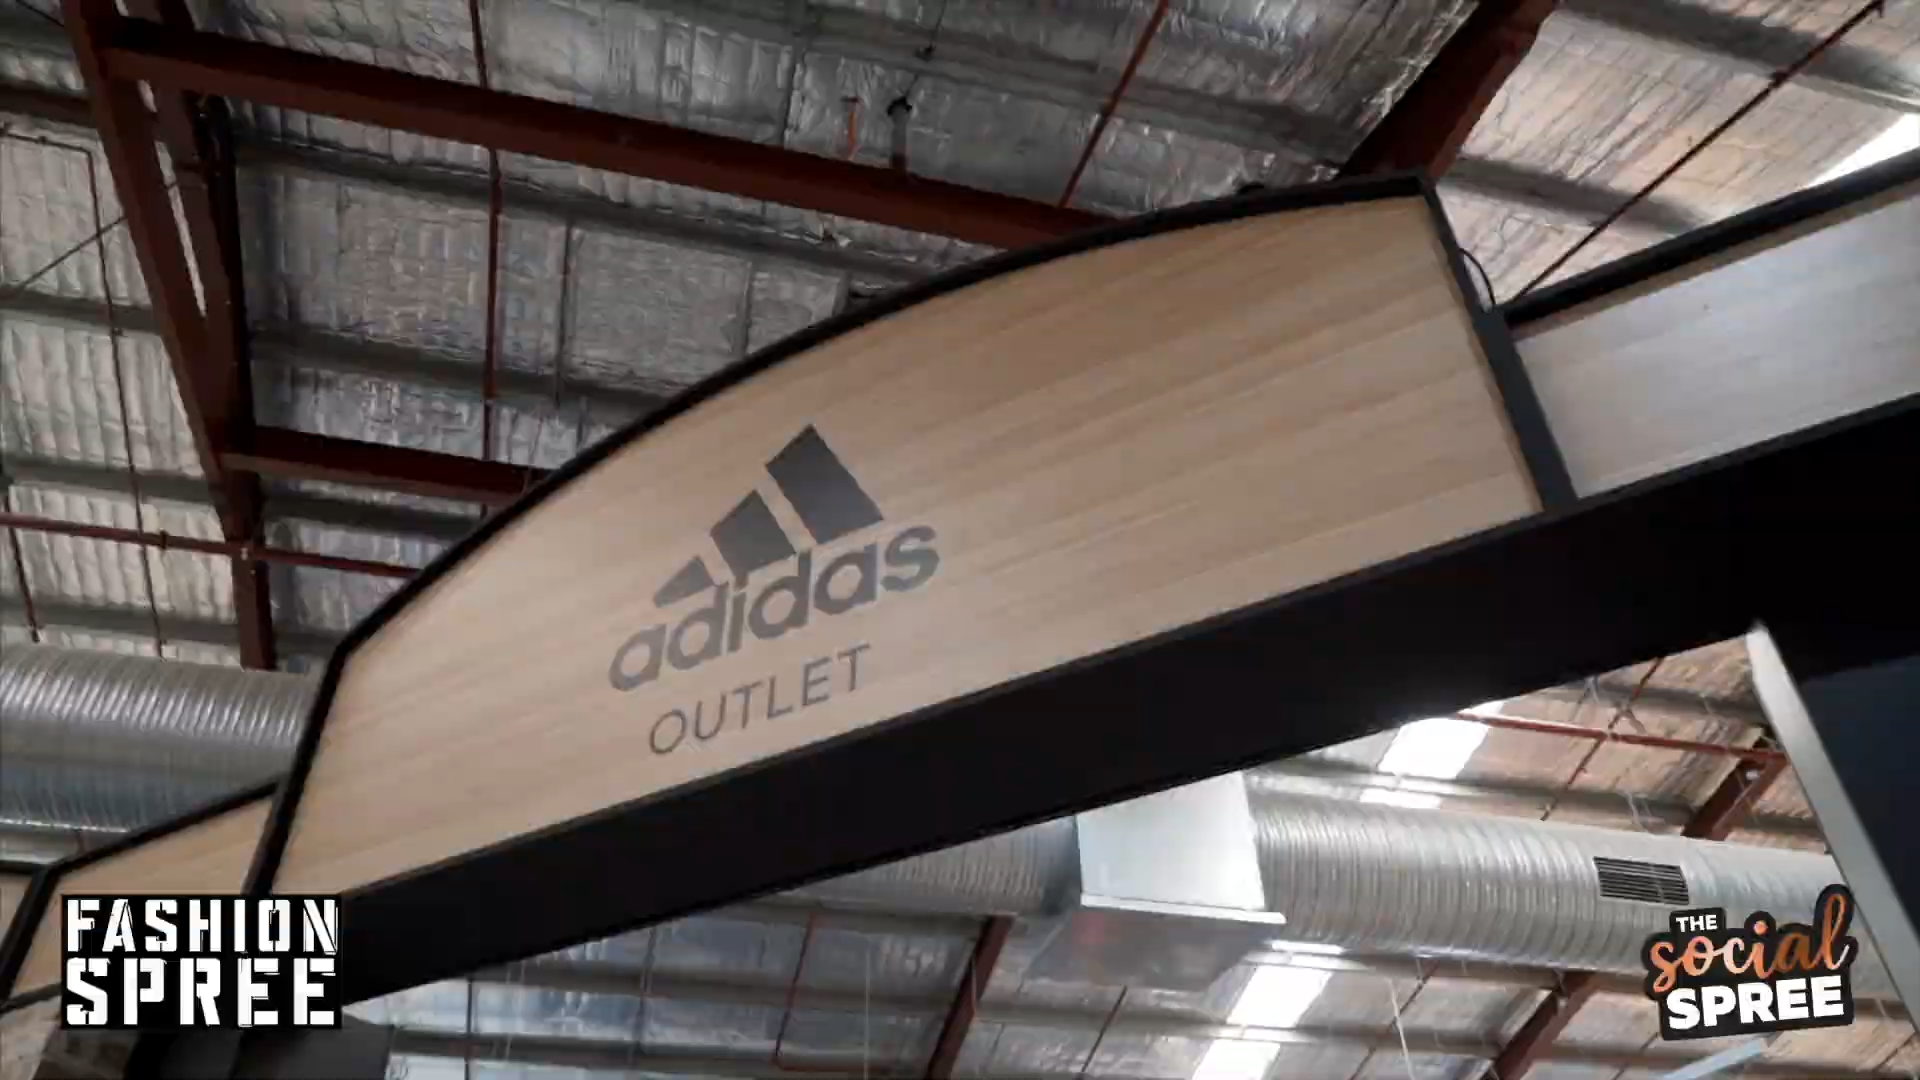 adidas
OUTLET
FASHION
SPREE
THE
social
SPREE